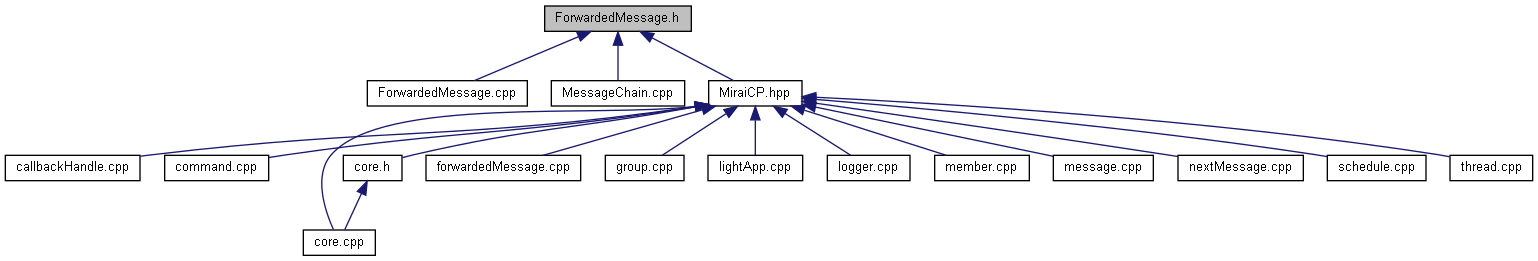 ForwardedMessage.h
ForwardedMessage.cpp
MessageChain.cpp
MiraiCP.hpp
callbackHandle.cpp
command.cpp
core.h
forwardedMessage.cpp
group.cpp
lightApp.cpp
logger.cpp
member.cpp
message.cpp
nextMessage.cpp
schedule.cpp
thread.cpp
core.cpp